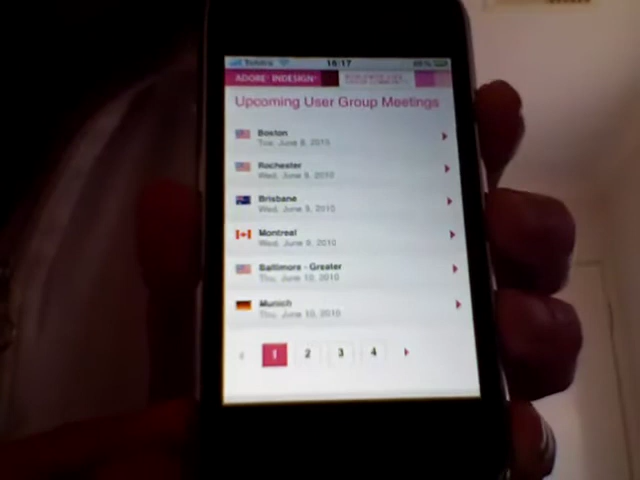 Telstra 16:17
ADOBE® INDESIGN®
Upcoming User Group Meetings
Boston
Tue, June 8, 2010
Rochester
Wed, June 9, 2010
Brisbane
Wed, June 9, 2010
Montreal
Wed, June 9, 2010
Baltimore - Greater
Thu, June 10, 2010
Munich
Thu, June 10, 2010
1 2 3 4